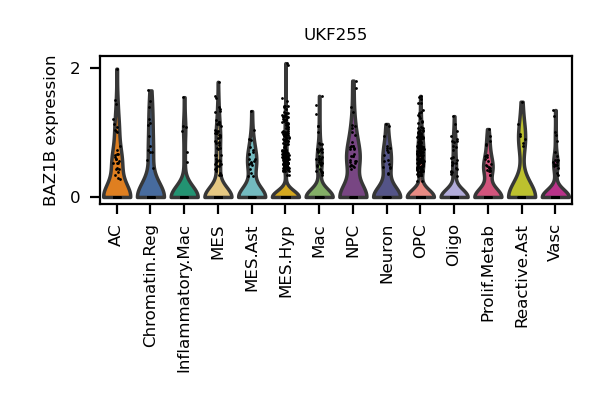 UKF255
BAZ1B expression
2
0
AC
Chromatin.Reg
Inflammatory.Mac
MES
MES.Ast
MES.Hyp
Mac
NPC
Neuron
OPC
Oligo
Prolif.Metab
Reactive.Ast
Vasc